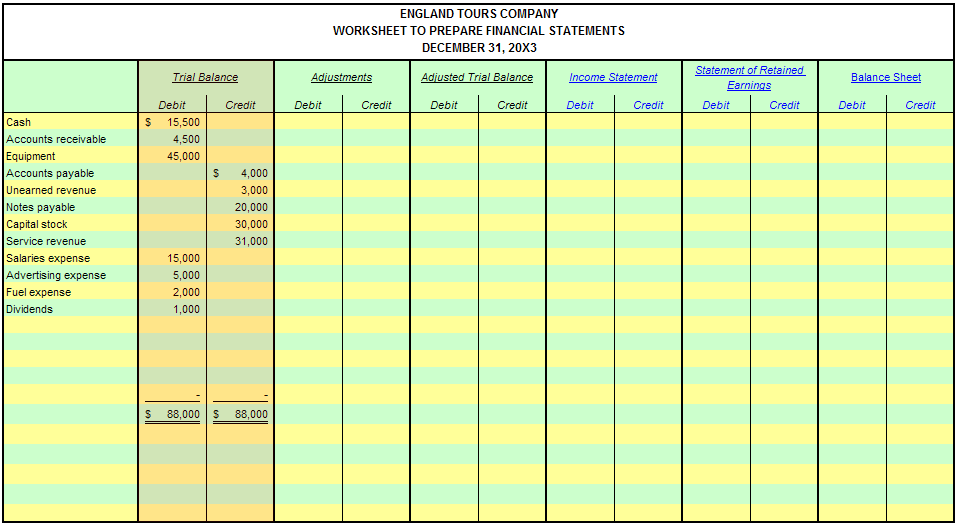 ENGLAND TOURS COMPANY
WORKSHEET TO PREPARE FINANCIAL STATEMENTS
DECEMBER 31, 20X3
Trial Balance Adjustments Adjusted Trial Balance Income Statement Statement of Retained Earnings Balance Sheet
Debit Credit Debit Credit Debit Credit Debit Credit Debit Credit Debit Credit
Cash $ 15,500
Accounts receivable 4,500
Equipment 45,000
Accounts payable $ 4,000
Unearned revenue 3,000
Notes payable 20,000
Capital stock 30,000
Service revenue 31,000
Salaries expense 15,000
Advertising expense 5,000
Fuel expense 2,000
Dividends 1,000
- -
$ 88,000 $ 88,000